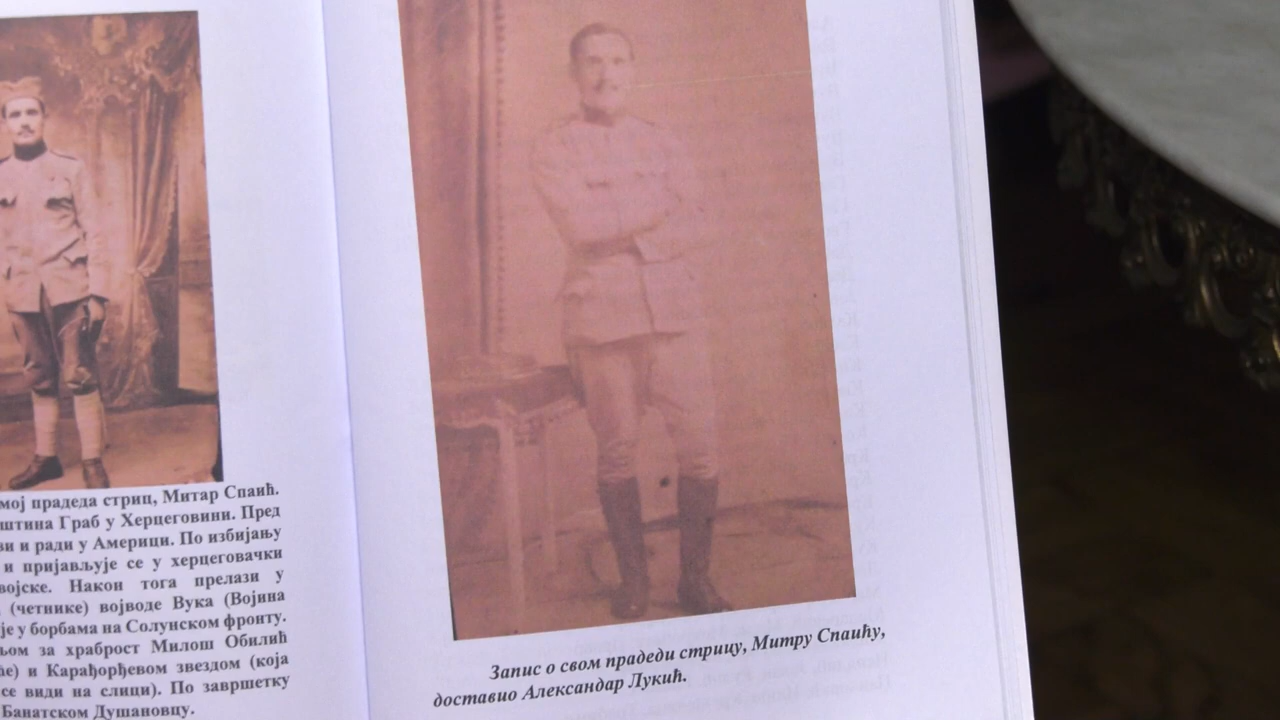 мој прадеда стриц, Митар Спаић.
штина Граб у Херцеговини. Пред
ви и ради у Америци. По избијању
и пријављује се у херцеговачки
војске. Након тога прелази у
(четнике) војводе Вука (Војина
је у борбама на Солунском фронту.
њом за храброст Милош Обилић
ће) и Карађорђевом звездом (која
се види на слици). По завршетку
Банатском Душановцу.
Запис о свом прадеди стрицу, Митру Спаићу,
доставио Александар Лукић.